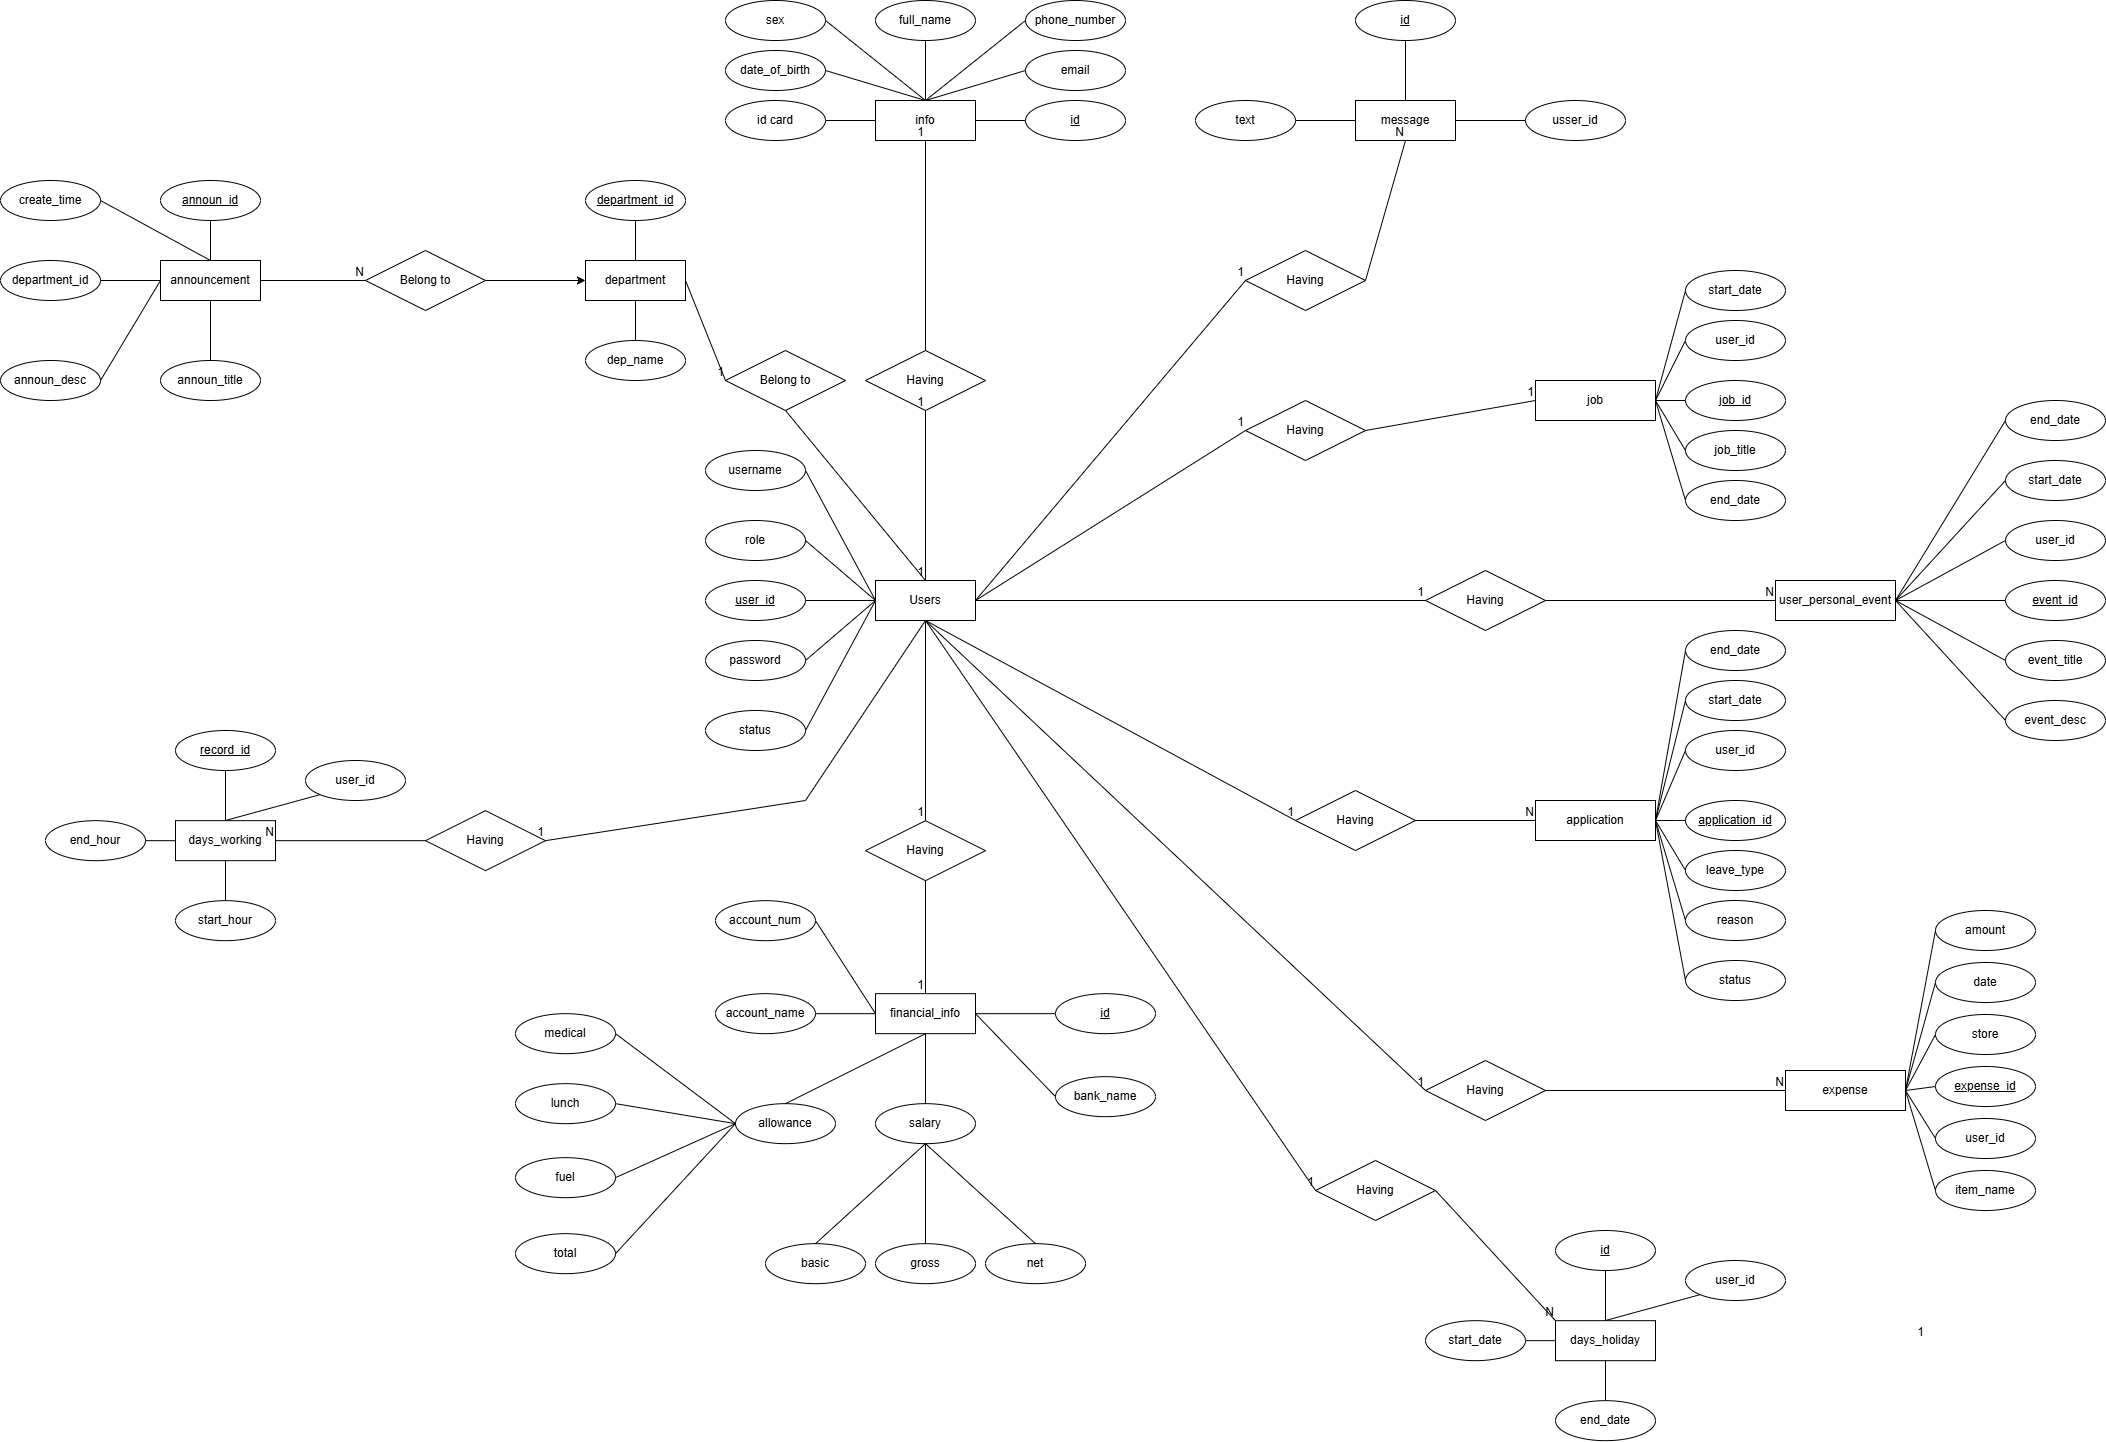 sex
full_name
phone_number
id
date_of_birth
email
id card
info
1
id
text
message
N
usser_id
create_time
announ_id
department_id
department_id
announcement
N
Belong to
department
1
Having
start_date
user_id
announ_desc
announ_title
dep_name
1
Belong to
Having
1
1
Having
1
job
job_id
job_title
end_date
end_date
start_date
user_id
event_id
event_title
event_desc
username
role
user_id
password
status
1
Users
1
Having
N
user_personal_event
end_date
start_date
user_id
application_id
leave_type
reason
status
1
Having
N
application
record_id
user_id
end_hour
days_working
N
Having
1
start_hour
1
Having
account_num
1
account_name
financial_info
id
bank_name
medical
lunch
fuel
total
allowance
salary
basic
gross
net
amount
date
store
expense_id
user_id
item_name
1
Having
N
expense
1
Having
id
user_id
N
start_date
days_holiday
1
end_date